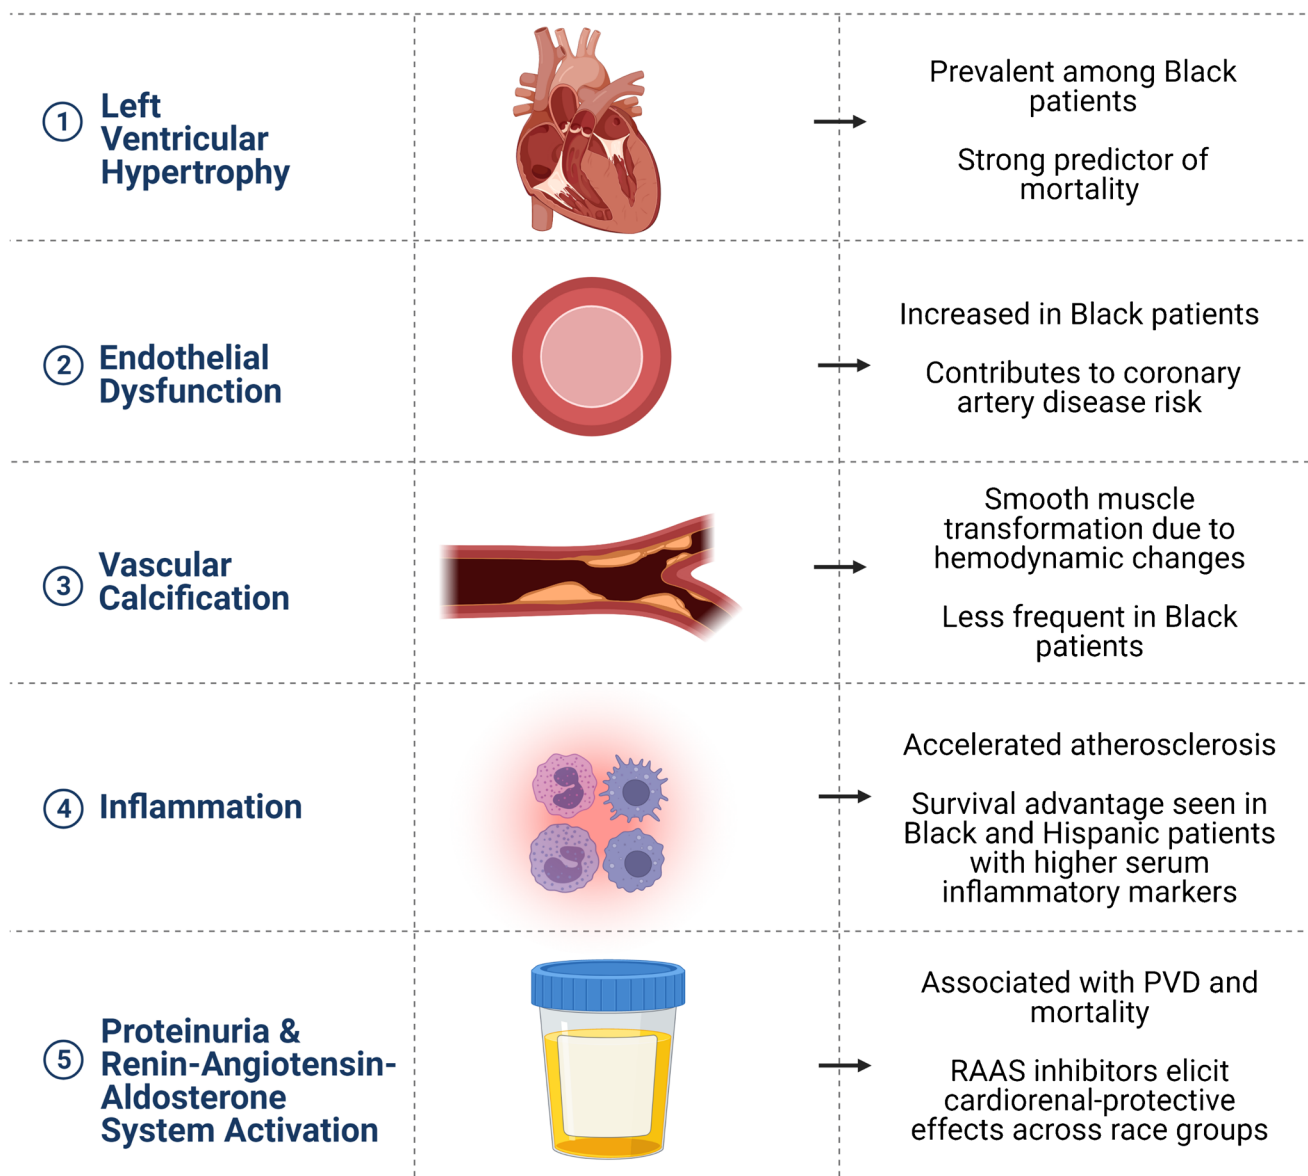 1
Left
Ventricular
Hypertrophy
Prevalent among Black
patients
Strong predictor of
mortality
2
Endothelial
Dysfunction
Increased in Black patients
Contributes to coronary
artery disease risk
3
Vascular
Calcification
Smooth muscle
transformation due to
hemodynamic changes
Less frequent in Black
patients
4
Inflammation
Accelerated atherosclerosis
Survival advantage seen in
Black and Hispanic patients
with higher serum
inflammatory markers
5
Proteinuria &
Renin-Angiotensin-
Aldosterone
System Activation
Associated with PVD and
mortality
RAAS inhibitors elicit
cardiorenal-protective
effects across race groups